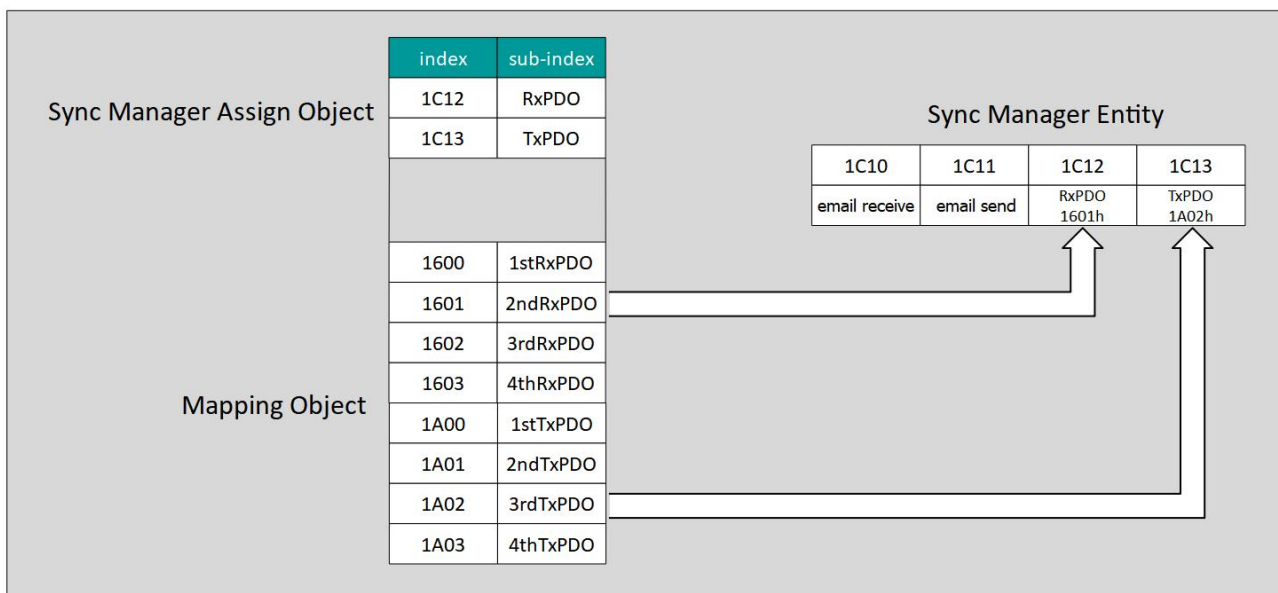 index sub-index
Sync Manager Assign Object
1C12 RxPDO
1C13 TxPDO
Sync Manager Entity
1C10 1C11 1C12 1C13
email receive email send RxPDO 1601h TxPDO 1A02h
Mapping Object
1600 1stRxPDO
1601 2ndRxPDO
1602 3rdRxPDO
1603 4thRxPDO
1A00 1stTxPDO
1A01 2ndTxPDO
1A02 3rdTxPDO
1A03 4thTxPDO